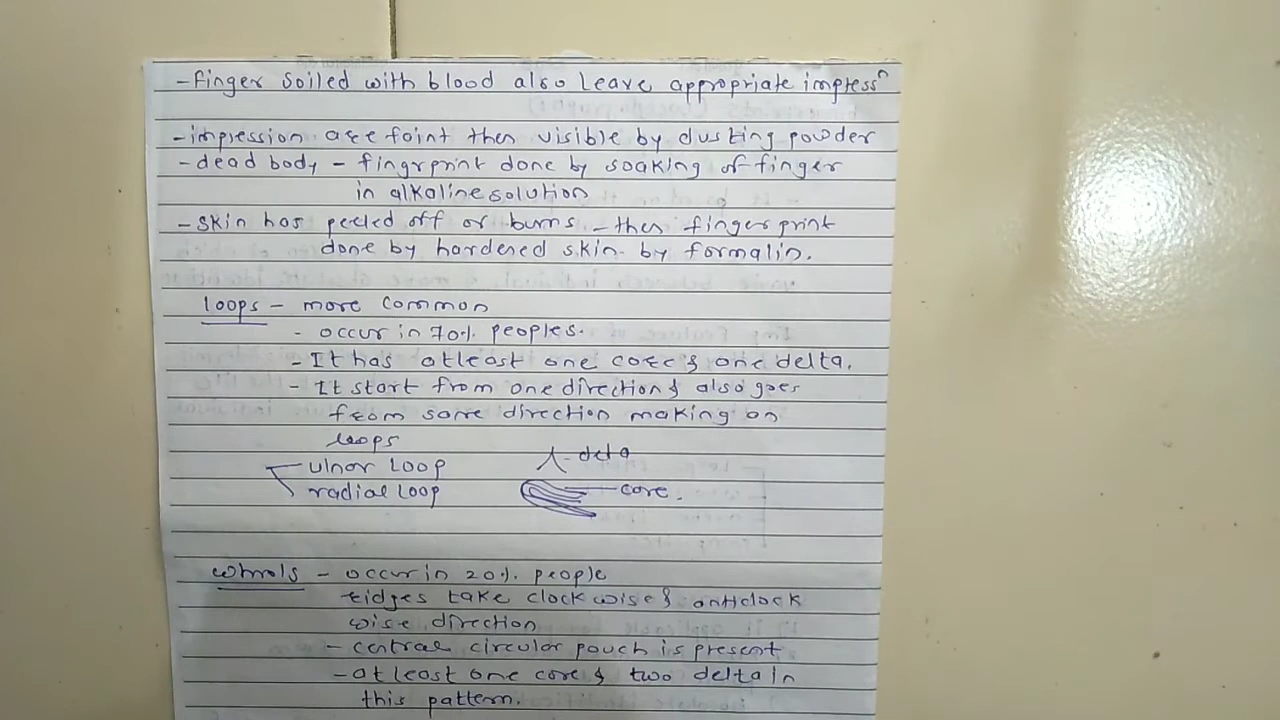 - finger soiled with blood also leave appropriate impressⁿ
- impression are faint then visible by dusting powder
- dead body - fingrprint done by soaking of finger
in alkaline solution
- skin has peeled off or burns - then fingerprint
done by hardened skin by formalin.
loops - more common
- occur in 70% peoples.
- It has atleast one core & one delta.
- It start from one direction & also goes
from same direction making an
loops
ulnar loop
radial loop
delta
core.
whrols - occur in 20% people
ridges take clockwise & anticlock
wise direction
- central circular pouch is present
- atleast one core & two delta In
this pattern.